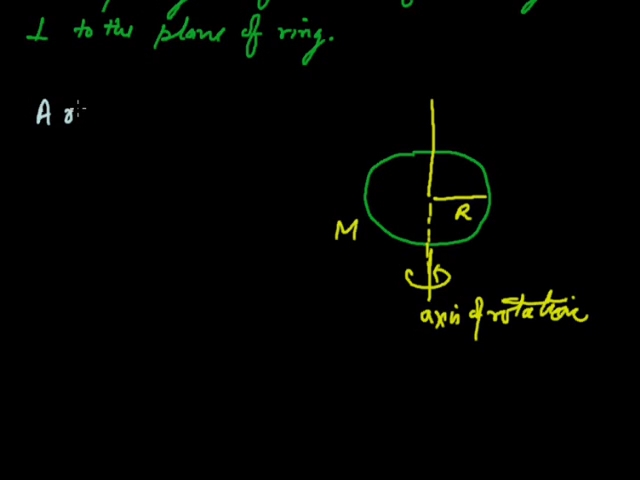 ⊥ to the plane of ring.
A r
R
M
axis of rotation